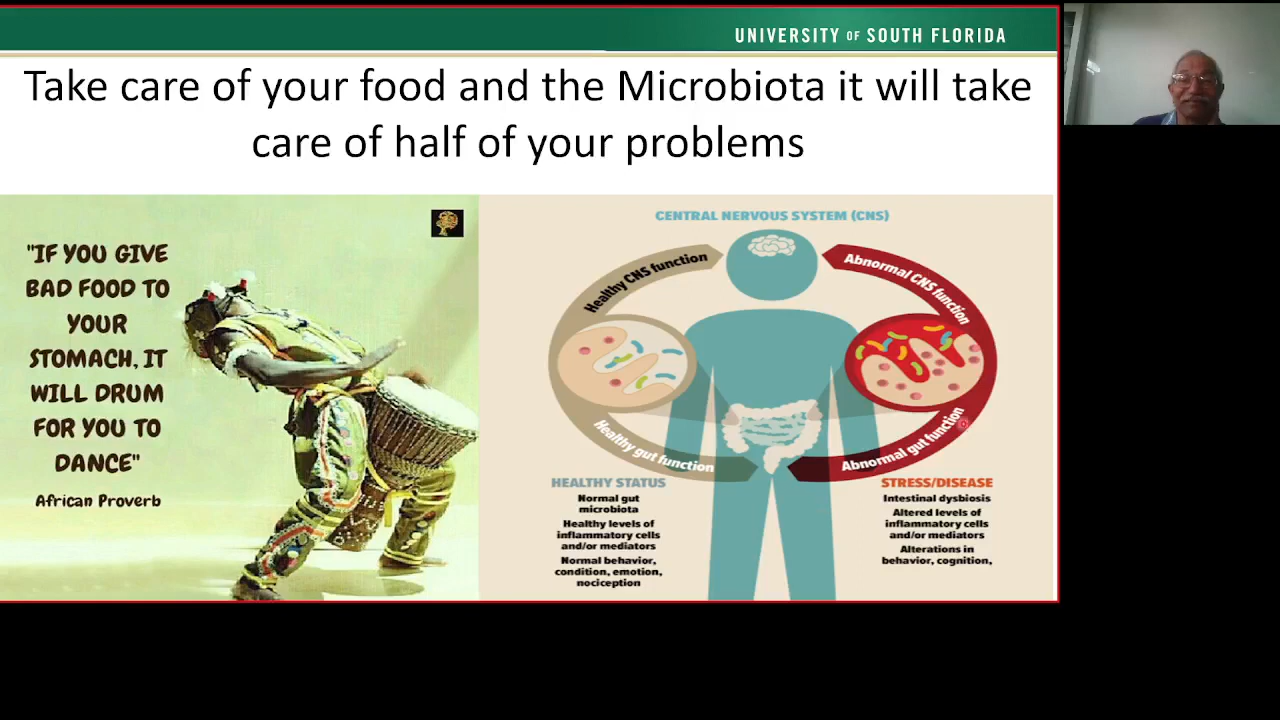 UNIVERSITY OF SOUTH FLORIDA
Take care of your food and the Microbiota it will take
care of half of your problems
"IF YOU GIVE
BAD FOOD TO
YOUR
STOMACH, IT
WILL DRUM
FOR YOU TO
DANCE"
African Proverb
CENTRAL NERVOUS SYSTEM (CNS)
Healthy CNS function
Abnormal CNS function
Healthy gut function
Abnormal gut function
HEALTHY STATUS
Normal gut
microbiota
Healthy levels of
inflammatory cells
and/or mediators
Normal behavior,
condition, emotion,
nociception
STRESS/DISEASE
Intestinal dysbiosis
Altered levels of
inflammatory cells
and/or mediators
Alterations in
behavior, cognition,